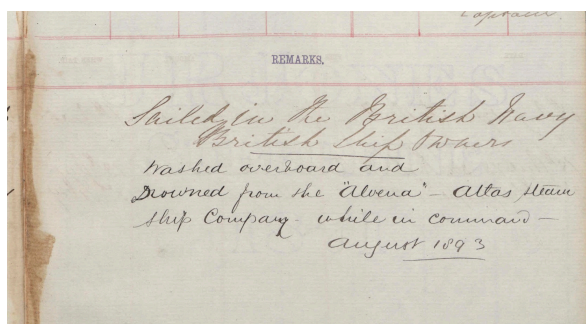 Captain
REMARKS.
Sailed in the British Navy
British Ship Owners
Washed overboard and
Drowned from the "Alvena" - Atlas steam
ship Company - while in command -
August 1893